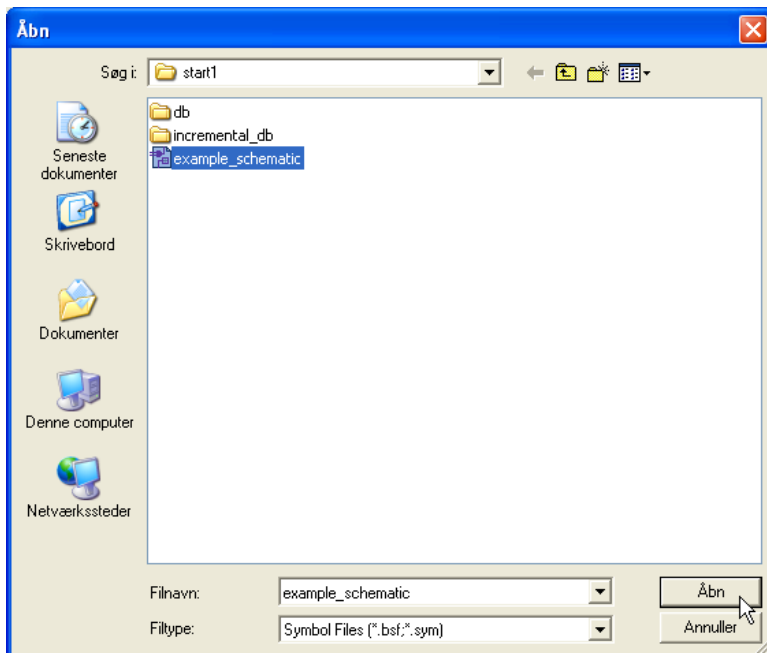 Åbn
Søg i:
start1
Seneste
dokumenter
Skrivebord
Dokumenter
Denne computer
Netværkssteder
db
incremental_db
example_schematic
Filnavn:
example_schematic
Åbn
Filtype:
Symbol Files (*.bsf;*.sym)
Annuller